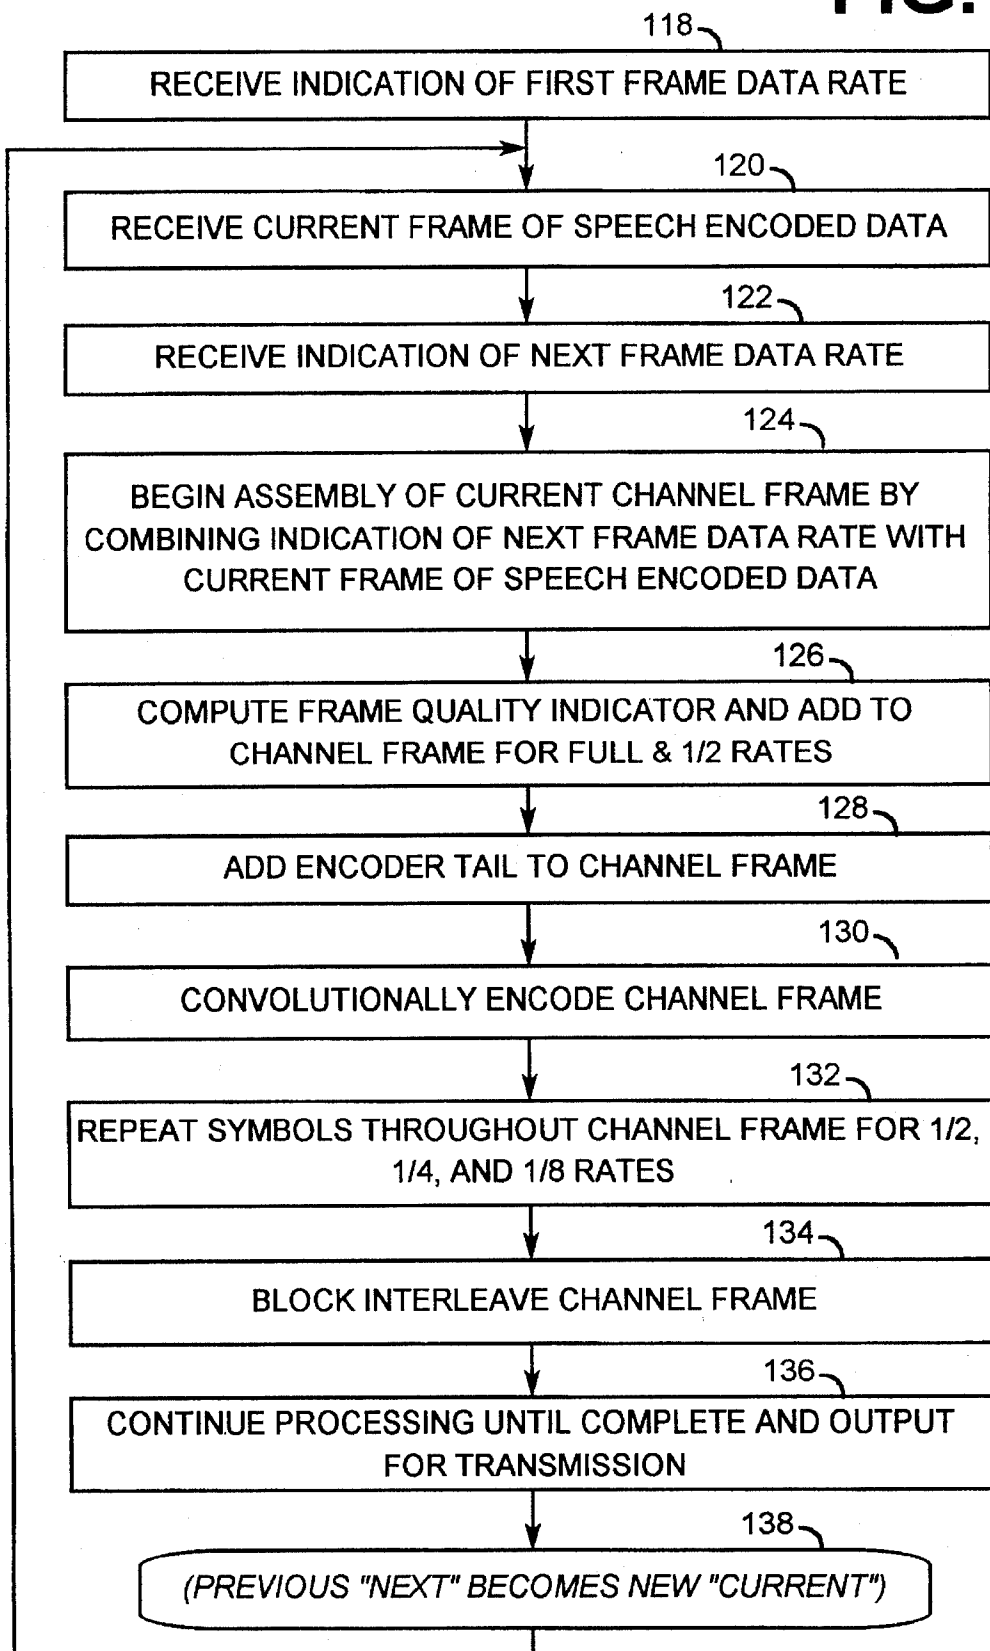 FIG.
118
RECEIVE INDICATION OF FIRST FRAME DATA RATE
120
RECEIVE CURRENT FRAME OF SPEECH ENCODED DATA
122
RECEIVE INDICATION OF NEXT FRAME DATA RATE
124
BEGIN ASSEMBLY OF CURRENT CHANNEL FRAME BY
COMBINING INDICATION OF NEXT FRAME DATA RATE WITH
CURRENT FRAME OF SPEECH ENCODED DATA
126
COMPUTE FRAME QUALITY INDICATOR AND ADD TO
CHANNEL FRAME FOR FULL & 1/2 RATES
128
ADD ENCODER TAIL TO CHANNEL FRAME
130
CONVOLUTIONALLY ENCODE CHANNEL FRAME
132
REPEAT SYMBOLS THROUGHOUT CHANNEL FRAME FOR 1/2,
1/4, AND 1/8 RATES
134
BLOCK INTERLEAVE CHANNEL FRAME
136
CONTINUE PROCESSING UNTIL COMPLETE AND OUTPUT
FOR TRANSMISSION
138
(PREVIOUS "NEXT" BECOMES NEW "CURRENT")